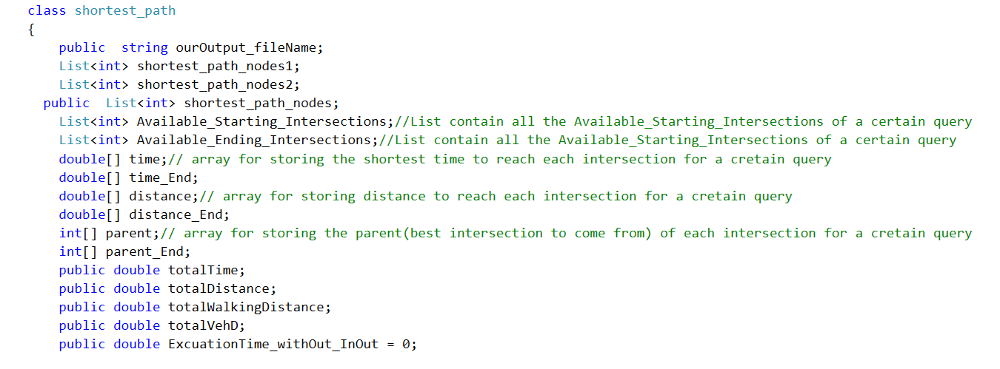 class shortest_path
{
public  string ourOutput_fileName;
List<int> shortest_path_nodes1;
List<int> shortest_path_nodes2;
public  List<int> shortest_path_nodes;
List<int> Available_Starting_Intersections;//List contain all the Available_Starting_Intersections of a certain query
List<int> Available_Ending_Intersections;//List contain all the Available_Starting_Intersections of a certain query
double[] time;// array for storing the shortest time to reach each intersection for a cretain query
double[] time_End;
double[] distance;// array for storing distance to reach each intersection for a cretain query
double[] distance_End;
int[] parent;// array for storing the parent(best intersection to come from) of each intersection for a cretain query
int[] parent_End;
public double totalTime;
public double totalDistance;
public double totalWalkingDistance;
public double totalVehD;
public double ExcuationTime_withOut_InOut = 0;